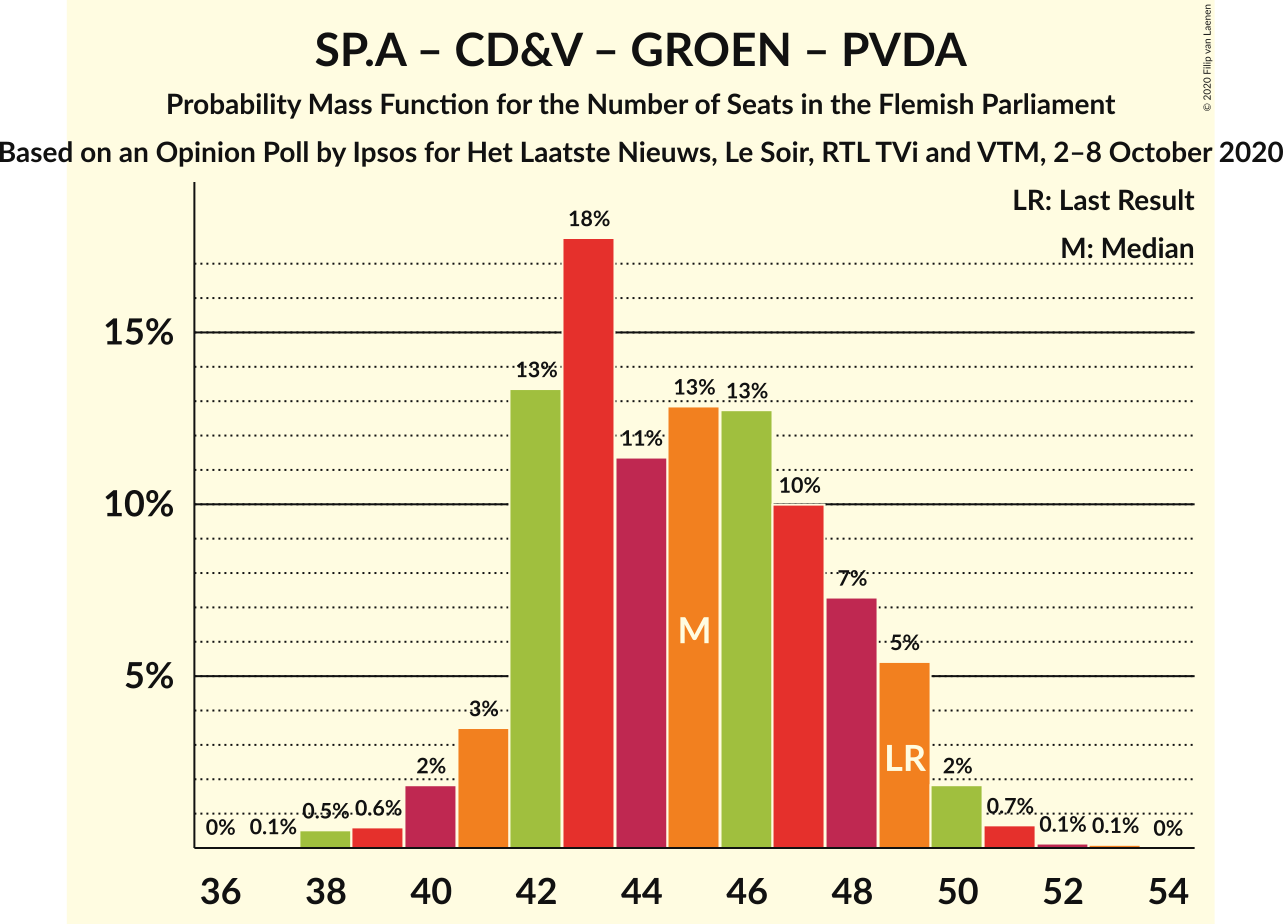 SP.A – CD&V – GROEN – PVDA
Probability Mass Function for the Number of Seats in the Flemish Parliament
Based on an Opinion Poll by Ipsos for Het Laatste Nieuws, Le Soir, RTL TVi and VTM, 2–8 October 2020
© 2020 Filip van Laenen
LR: Last Result
M: Median
15%
10%
5%
0% 0.1% 0.5% 0.6% 2% 3% 13% 18% 11% 13% 13% 10% 7% 5% 2% 0.7% 0.1% 0.1% 0%
M
LR
36 38 40 42 44 46 48 50 52 54